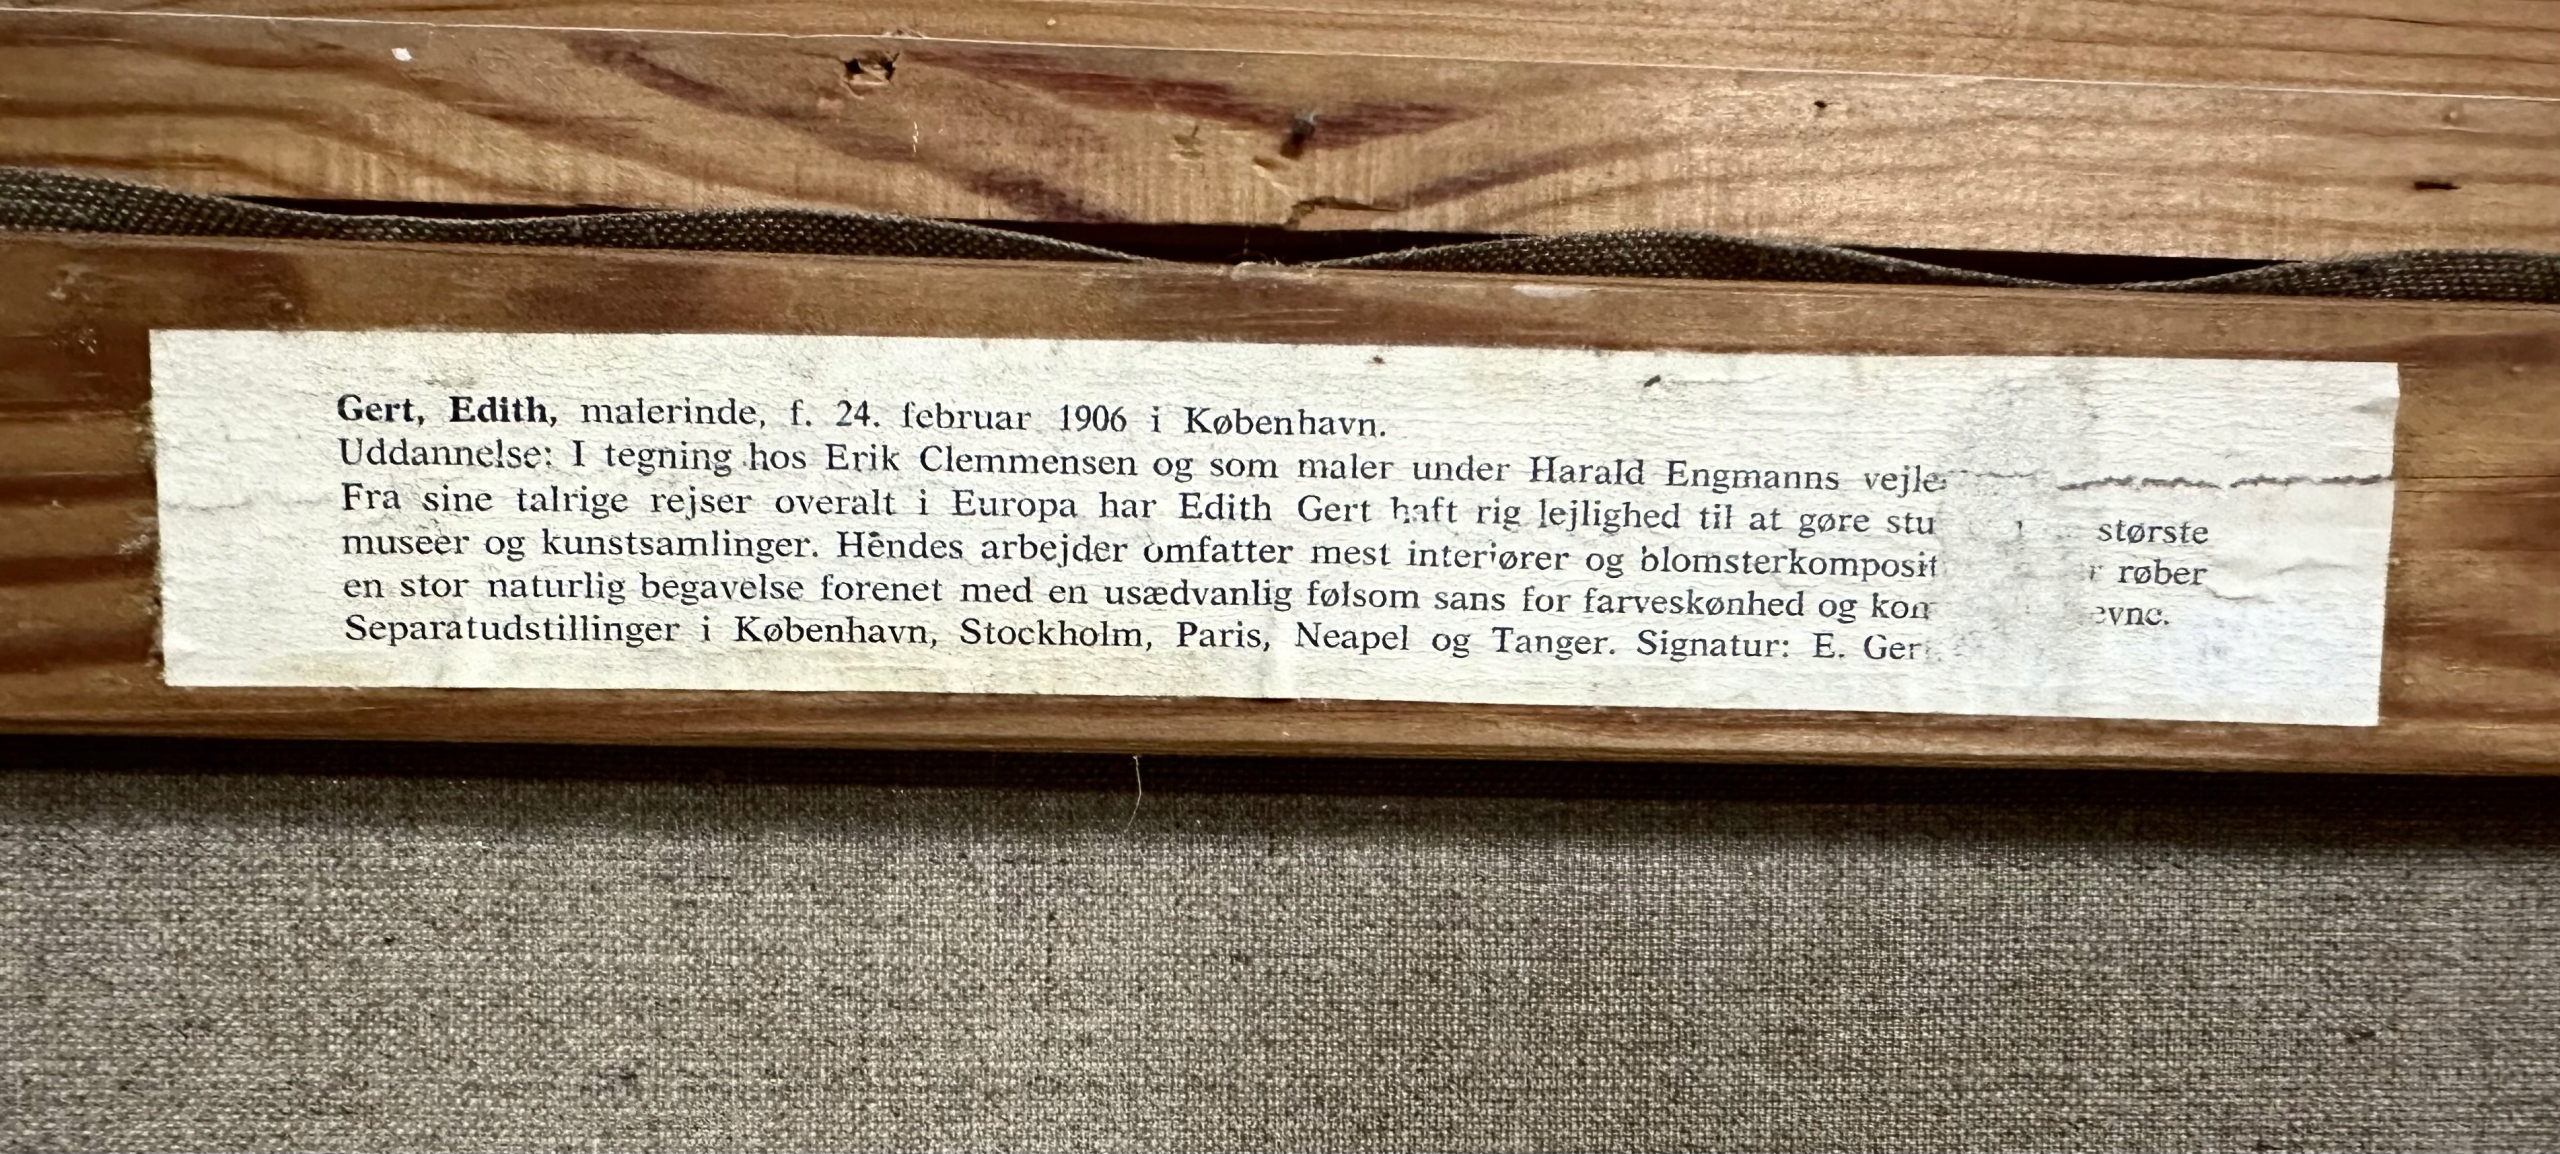 Gert, Edith, malerinde, f. 24. februar 1906 i København.
Uddannelse: I tegning hos Erik Clemmensen og som maler under Harald Engmanns
Fra sine talrige rejser overalt i Europa har Edith Gert haft rig lejlighed til at gøre største
museer og kunstsamlinger. Hendes arbejder omfatter mest interiører og røber
en stor naturlig begavelse forenet med en usædvanlig følsom sans for farveskønhed og
Separatudstillinger i København, Stockholm, Paris, Neapel og Tanger. Signatur: E.